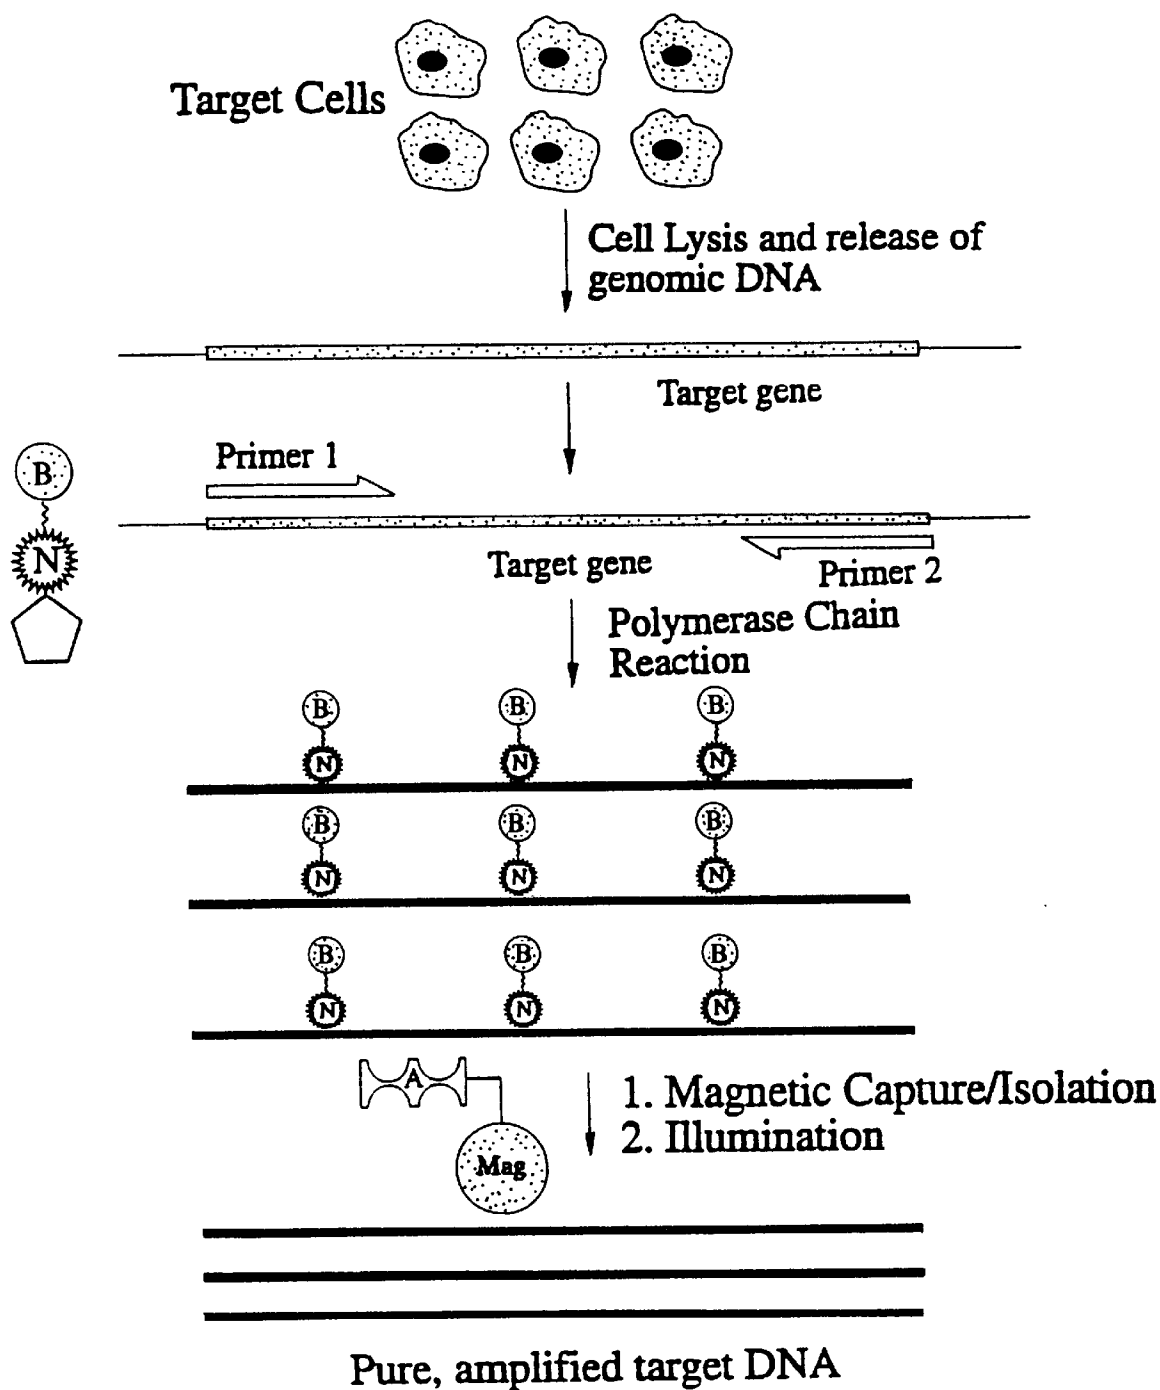 Target Cells
Cell Lysis and release of
genomic DNA
Target gene
Primer 1
B
N
Target gene
Primer 2
Polymerase Chain
Reaction
B B B
N N N
B B B
N N N
B B B
N N N
A
1. Magnetic Capture/Isolation
2. Illumination
Mag
Pure, amplified target DNA